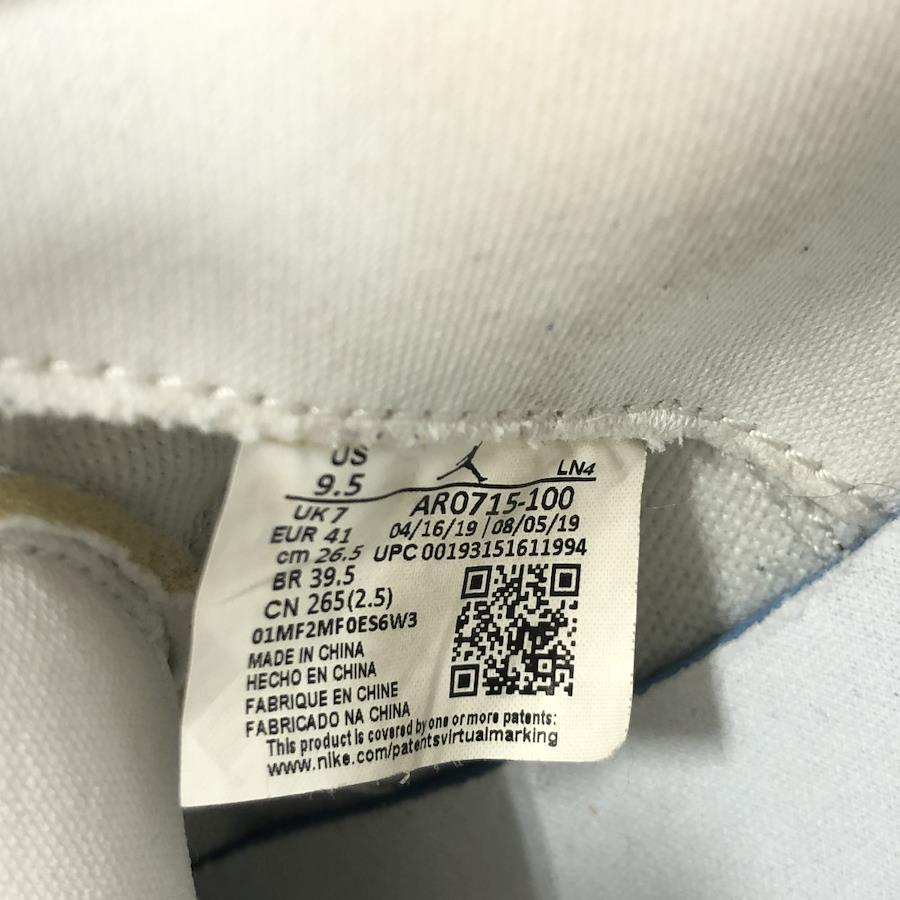 US
9.5
LN4
UK 7
ARO715-100
EUR 41
04/16/19 | 08/05/19
cm 26.5
UPC 00193151611994
BR 39.5
CN 265(2.5)
01MF2MF0ES6W3
MADE IN CHINA
HECHO EN CHINA
FABRIQUE EN CHINE
FABRICADO NA CHINA
This product is covered by one or more patents:
www.nike.com/patentsvirtualmarking